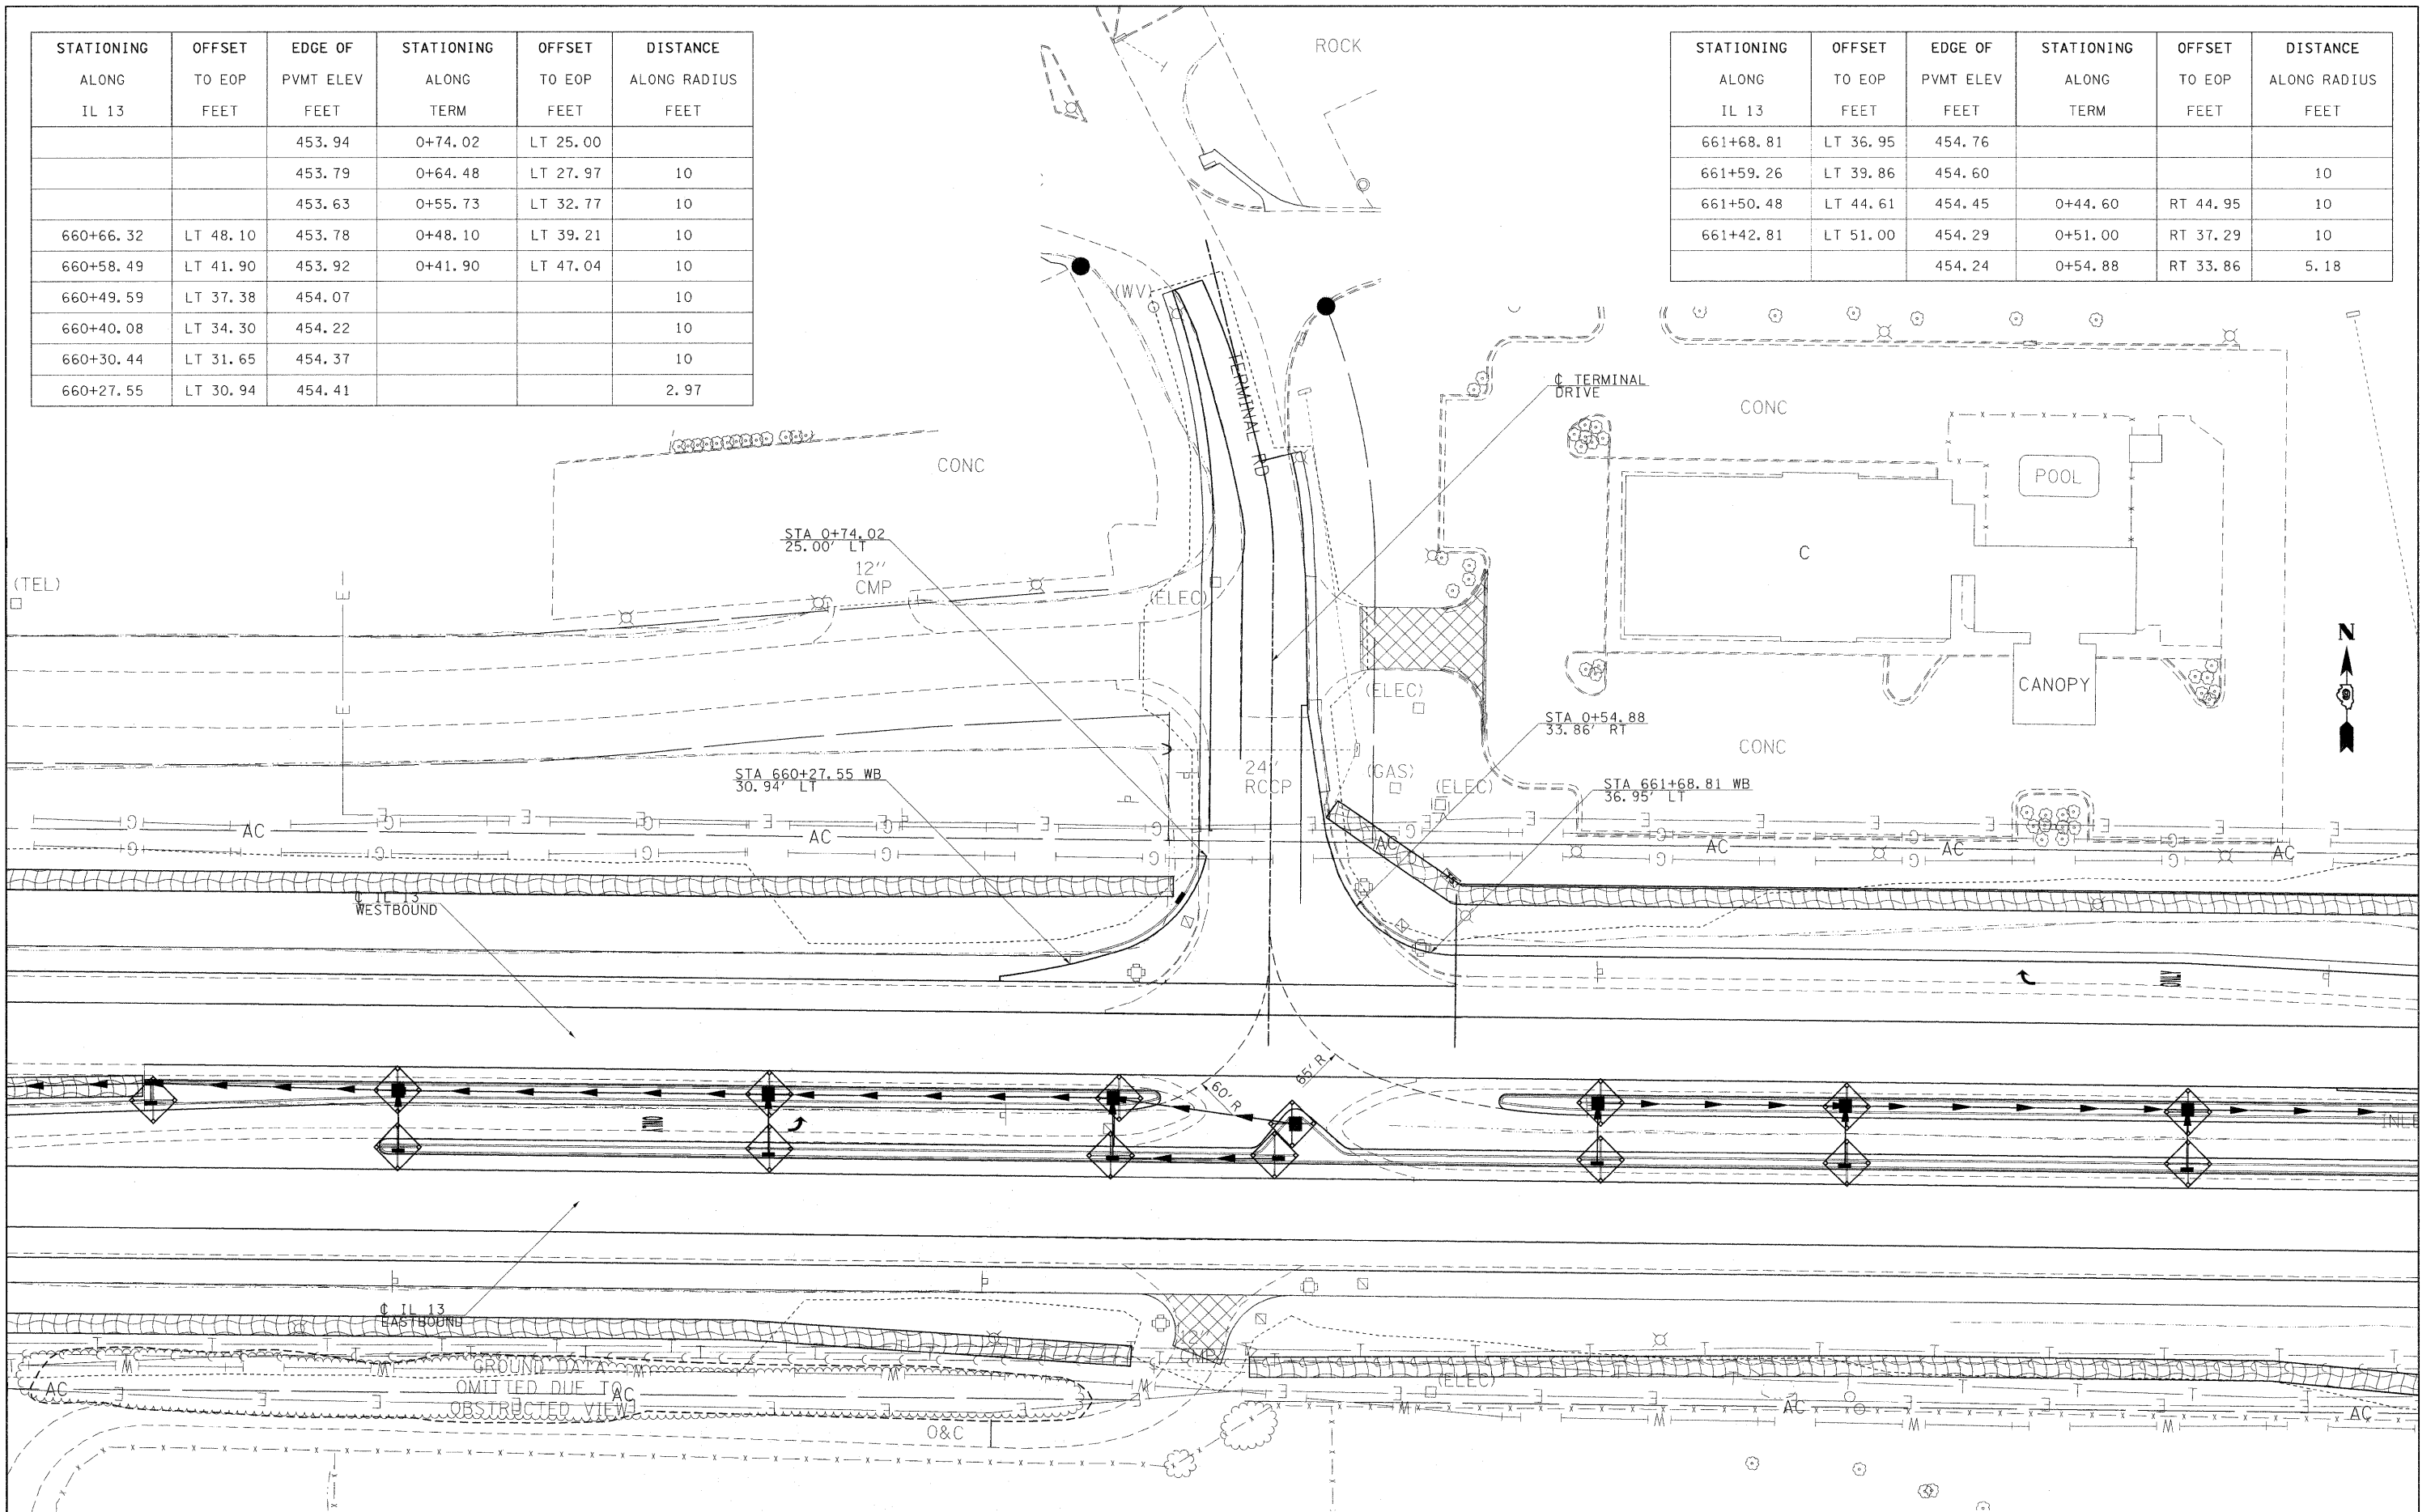 STATIONING OFFSET EDGE OF STATIONING OFFSET DISTANCE
ALONG TO EOP PVMT ELEV ALONG TO EOP ALONG RADIUS
IL 13 FEET FEET TERM FEET FEET
453.94 0+74.02 LT 25.00
453.79 0+64.48 LT 27.97 10
453.63 0+55.73 LT 32.77 10
660+66.32 LT 48.10 453.78 0+48.10 LT 39.21 10
660+58.49 LT 41.90 453.92 0+41.90 LT 47.04 10
660+49.59 LT 37.38 454.07 10
660+40.08 LT 34.30 454.22 10
660+30.44 LT 31.65 454.37 10
660+27.55 LT 30.94 454.41 2.97
STATIONING OFFSET EDGE OF STATIONING OFFSET DISTANCE
ALONG TO EOP PVMT ELEV ALONG TO EOP ALONG RADIUS
IL 13 FEET FEET TERM FEET FEET
661+68.81 LT 36.95 454.76
661+59.26 LT 39.86 454.60 10
661+50.48 LT 44.61 454.45 0+44.60 RT 44.95 10
661+42.81 LT 51.00 454.29 0+51.00 RT 37.29 10
454.24 0+54.88 RT 33.86 5.18
ROCK
(WV)
TERMINAL RD
℄ TERMINAL
DRIVE
CONC
CONC
POOL
C
CANOPY
CONC
N
STA 0+74.02
25.00' LT
12''
CMP
(TEL)
(ELEC)
(ELEC)
STA 0+54.88
33.86' RT
STA 660+27.55 WB
30.94' LT
24''
RCCP
(GAS)
(ELEC)
STA 661+68.81 WB
36.95' LT
AC
AC
AC
AC
AC
AC
℄ IL 13
WESTBOUND
60' R
65' R
℄ IL 13
EASTBOUND
12''
CMP
GROUND DATA
OMITTED DUE TO
OBSTRUCTED VIEW
AC
AC
(ELEC)
AC
AC
O&C